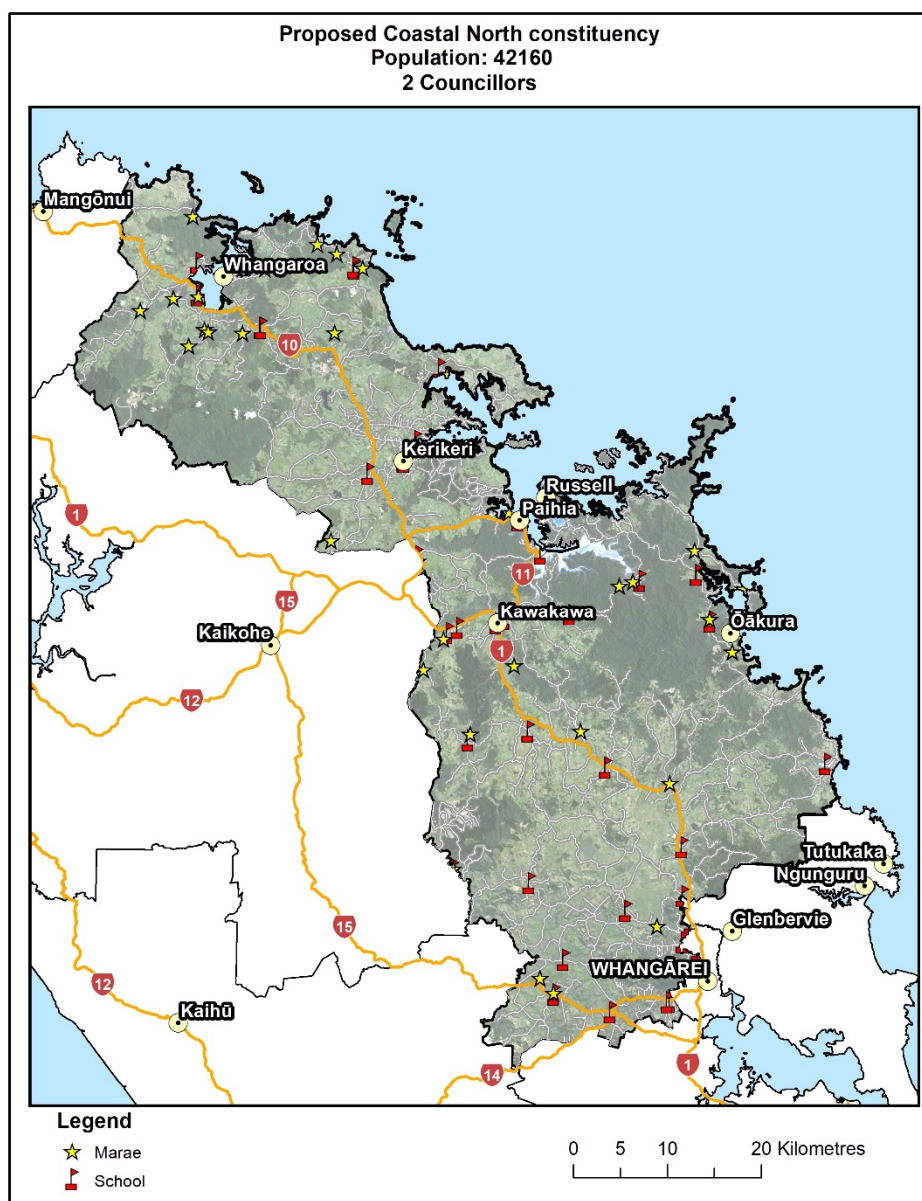 Proposed Coastal North constituency
Population: 42160
2 Councillors
Mangōnui
Whangaroa
10
Kerikeri
Russell
Paihia
1
11
15
Kawakawa
Oākura
Kaikohe
1
12
Tutukaka
Ngunguru
15
Glenbervie
WHANGĀREI
12
Kaihū
14
1
Legend
Marae
School
0 5 10 20 Kilometres